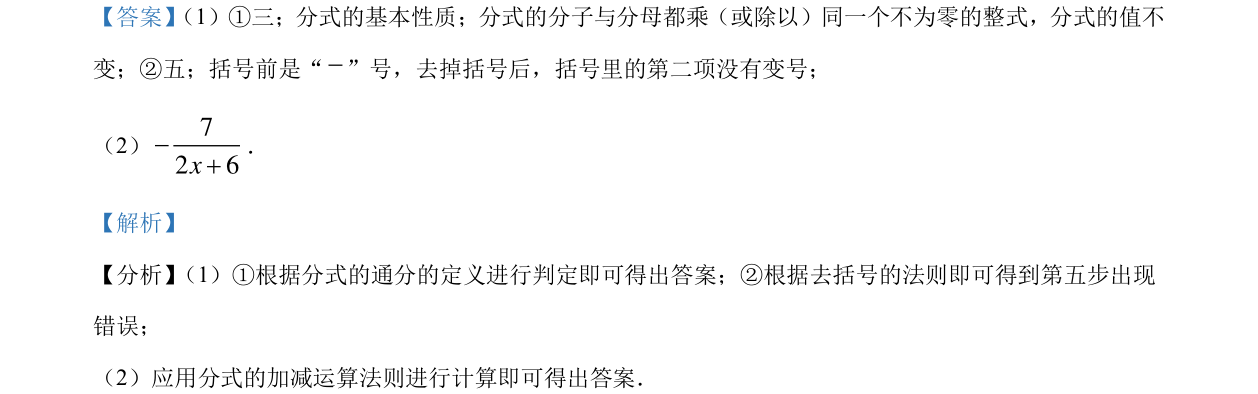 【答案】（1）①三；分式的基本性质；分式的分子与分母都乘（或除以）同一个不为零的整式，分式的值不
变；②五；括号前是“－”号，去掉括号后，括号里的第二项没有变号；
（2）−7/(2x+6)．
【解析】
【分析】（1）①根据分式的通分的定义进行判定即可得出答案；②根据去括号的法则即可得到第五步出现
错误；
（2）应用分式的加减运算法则进行计算即可得出答案．